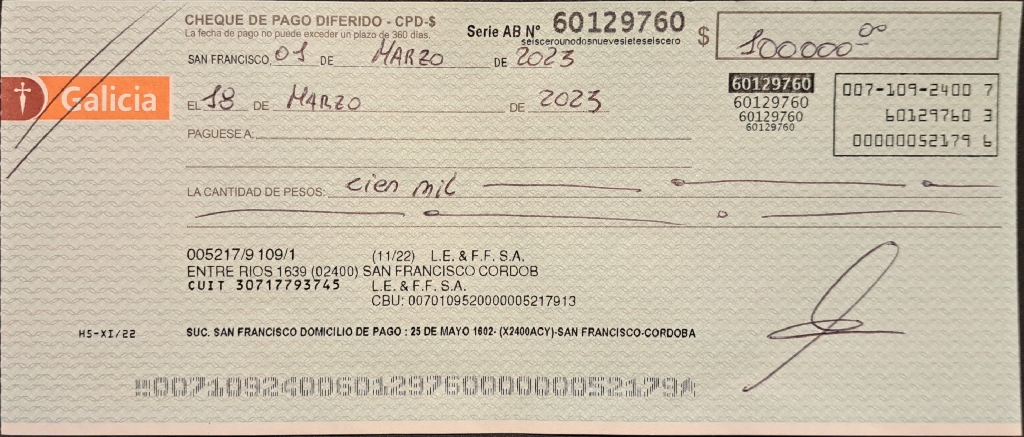 CHEQUE DE PAGO DIFERIDO - CPD-$
La fecha de pago no puede exceder un plazo de 360 días.
Serie AB Nº 60129760
seisceroun​odosnuevesieteseiscero
$ 100000-00
SAN FRANCISCO, 01 DE MARZO DE 2023
Galicia
EL 18 DE MARZO DE 2023
60129760
60129760
60129760
60129760
007-109-2400 7
60129760 3
00000052179 6
PAGUESE A:
LA CANTIDAD DE PESOS: cien mil
005217/9 109/1 (11/22) L.E. & F.F. S.A.
ENTRE RIOS 1639 (02400) SAN FRANCISCO CORDOB
CUIT 30717793745 L.E. & F.F. S.A.
CBU: 0070109520000005217913
H5-XI/22
SUC. SAN FRANCISCO DOMICILIO DE PAGO : 25 DE MAYO 1602- (X2400ACY)-SAN FRANCISCO-CORDOBA
00710924006012976000000052179